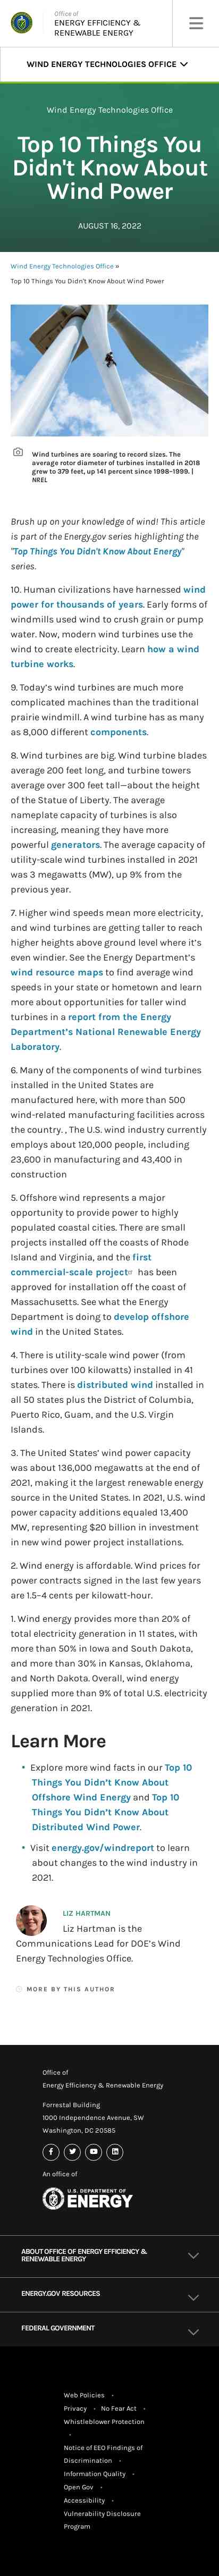 Office of
ENERGY EFFICIENCY &
RENEWABLE ENERGY
WIND ENERGY TECHNOLOGIES OFFICE
Wind Energy Technologies Office
Top 10 Things You
Didn't Know About
Wind Power
AUGUST 16, 2022
Wind Energy Technologies Office »
Top 10 Things You Didn't Know About Wind Power
Wind turbines are soaring to record sizes. The
average rotor diameter of turbines installed in 2018
grew to 379 feet, up 141 percent since 1998–1999. |
NREL
Brush up on your knowledge of wind! This article
is part of the Energy.gov series highlighting the
"Top Things You Didn't Know About Energy"
series.
10. Human civilizations have harnessed wind
power for thousands of years. Early forms of
windmills used wind to crush grain or pump
water. Now, modern wind turbines use the
wind to create electricity. Learn how a wind
turbine works.
9. Today's wind turbines are much more
complicated machines than the traditional
prairie windmill. A wind turbine has as many
as 8,000 different components.
8. Wind turbines are big. Wind turbine blades
average 200 feet long, and turbine towers
average over 300 feet tall—about the height
of the Statue of Liberty. The average
nameplate capacity of turbines is also
increasing, meaning they have more
powerful generators. The average capacity of
utility-scale wind turbines installed in 2021
was 3 megawatts (MW), up 9% from the
previous year.
7. Higher wind speeds mean more electricity,
and wind turbines are getting taller to reach
higher heights above ground level where it's
even windier. See the Energy Department's
wind resource maps to find average wind
speeds in your state or hometown and learn
more about opportunities for taller wind
turbines in a report from the Energy
Department's National Renewable Energy
Laboratory.
6. Many of the components of wind turbines
installed in the United States are
manufactured here, with more than 500
wind-related manufacturing facilities across
the country. , The U.S. wind industry currently
employs about 120,000 people, including
23,600 in manufacturing and 43,400 in
construction
5. Offshore wind represents a major
opportunity to provide power to highly
populated coastal cities. There are small
projects installed off the coasts of Rhode
Island and Virginia, and the first
commercial-scale project has been
approved for installation off the coast of
Massachusetts. See what the Energy
Department is doing to develop offshore
wind in the United States.
4. There is utility-scale wind power (from
turbines over 100 kilowatts) installed in 41
states. There is distributed wind installed in
all 50 states plus the District of Columbia,
Puerto Rico, Guam, and the U.S. Virgin
Islands.
3. The United States' wind power capacity
was about 136,000 megawatts at the end of
2021, making it the largest renewable energy
source in the United States. In 2021, U.S. wind
power capacity additions equaled 13,400
MW, representing $20 billion in investment
in new wind power project installations.
2. Wind energy is affordable. Wind prices for
power contracts signed in the last few years
are 1.5–4 cents per kilowatt-hour.
1. Wind energy provides more than 20% of
total electricity generation in 11 states, with
more than 50% in Iowa and South Dakota,
and more than 30% in Kansas, Oklahoma,
and North Dakota. Overall, wind energy
supplied more than 9% of total U.S. electricity
generation in 2021.
Learn More
• Explore more wind facts in our Top 10
Things You Didn't Know About
Offshore Wind Energy and Top 10
Things You Didn't Know About
Distributed Wind Power.
• Visit energy.gov/windreport to learn
about changes to the wind industry in
2021.
LIZ HARTMAN
Liz Hartman is the
Communications Lead for DOE's Wind
Energy Technologies Office.
MORE BY THIS AUTHOR
Office of
Energy Efficiency & Renewable Energy
Forrestal Building
1000 Independence Avenue, SW
Washington, DC 20585
An office of
U.S. DEPARTMENT OF
ENERGY
ABOUT OFFICE OF ENERGY EFFICIENCY &
RENEWABLE ENERGY
ENERGY.GOV RESOURCES
FEDERAL GOVERNMENT
Web Policies •
Privacy • No Fear Act •
Whistleblower Protection
•
Notice of EEO Findings of
Discrimination •
Information Quality •
Open Gov •
Accessibility •
Vulnerability Disclosure
Program